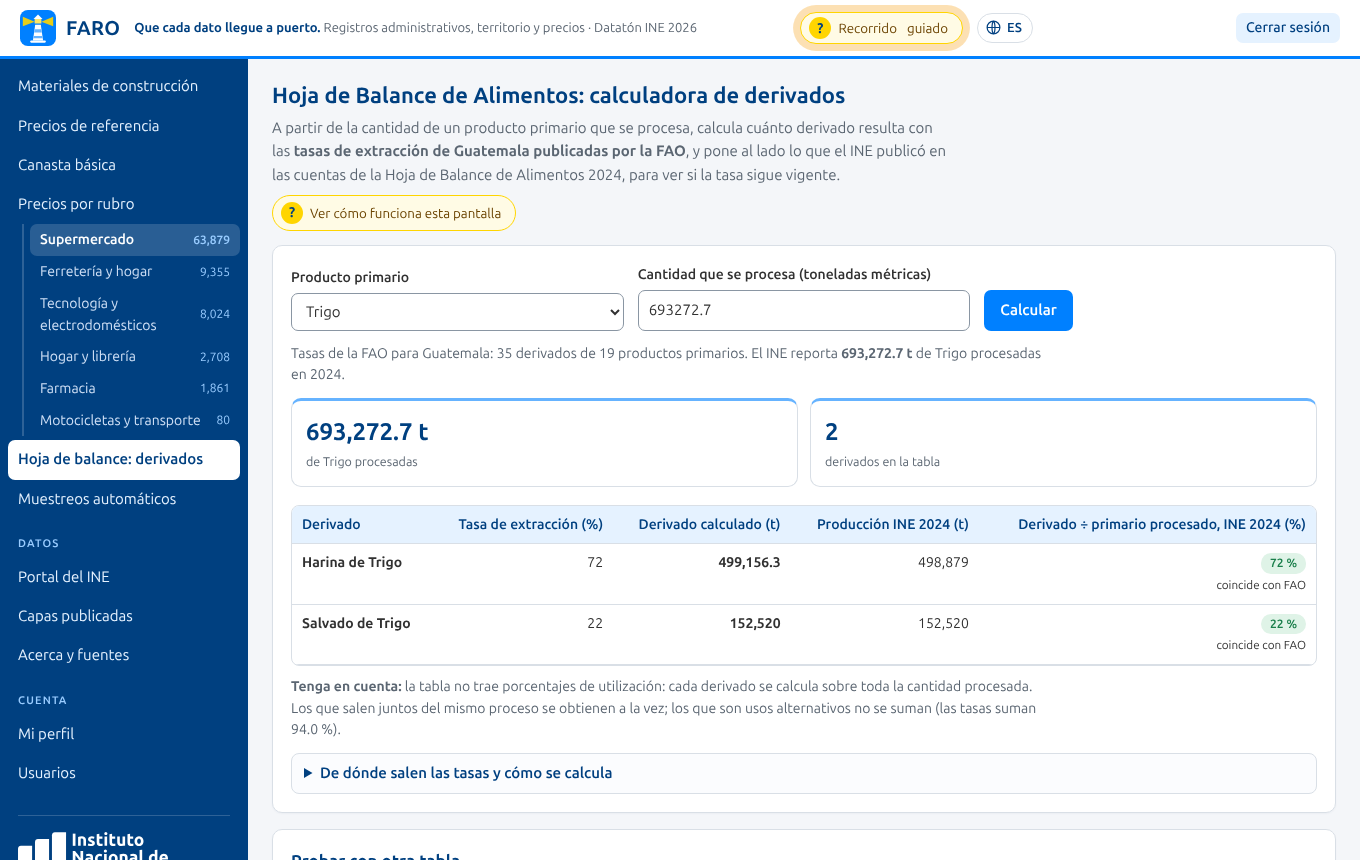 FARO
Que cada dato llegue a puerto. Registros administrativos, territorio y precios · Datatón INE 2026
? Recorrido guiado
ES
Cerrar sesión
Materiales de construcción
Precios de referencia
Canasta básica
Precios por rubro
Supermercado 63,879
Ferretería y hogar 9,355
Tecnología y
electrodomésticos 8,024
Hogar y librería 2,708
Farmacia 1,861
Motocicletas y transporte 80
Hoja de balance: derivados
Muestreos automáticos
DATOS
Portal del INE
Capas publicadas
Acerca y fuentes
CUENTA
Mi perfil
Usuarios
Instituto
Nacional de
Hoja de Balance de Alimentos: calculadora de derivados
A partir de la cantidad de un producto primario que se procesa, calcula cuánto derivado resulta con
las tasas de extracción de Guatemala publicadas por la FAO, y pone al lado lo que el INE publicó en
las cuentas de la Hoja de Balance de Alimentos 2024, para ver si la tasa sigue vigente.
? Ver cómo funciona esta pantalla
Producto primario
Trigo
Cantidad que se procesa (toneladas métricas)
693272.7
Calcular
Tasas de la FAO para Guatemala: 35 derivados de 19 productos primarios. El INE reporta 693,272.7 t de Trigo procesadas
en 2024.
693,272.7 t
de Trigo procesadas
2
derivados en la tabla
Derivado Tasa de extracción (%) Derivado calculado (t) Producción INE 2024 (t) Derivado ÷ primario procesado, INE 2024 (%)
Harina de Trigo 72 499,156.3 498,879 72 %
coincide con FAO
Salvado de Trigo 22 152,520 152,520 22 %
coincide con FAO
Tenga en cuenta: la tabla no trae porcentajes de utilización: cada derivado se calcula sobre toda la cantidad procesada.
Los que salen juntos del mismo proceso se obtienen a la vez; los que son usos alternativos no se suman (las tasas suman
94.0 %).
De dónde salen las tasas y cómo se calcula
Probar con otra tabla